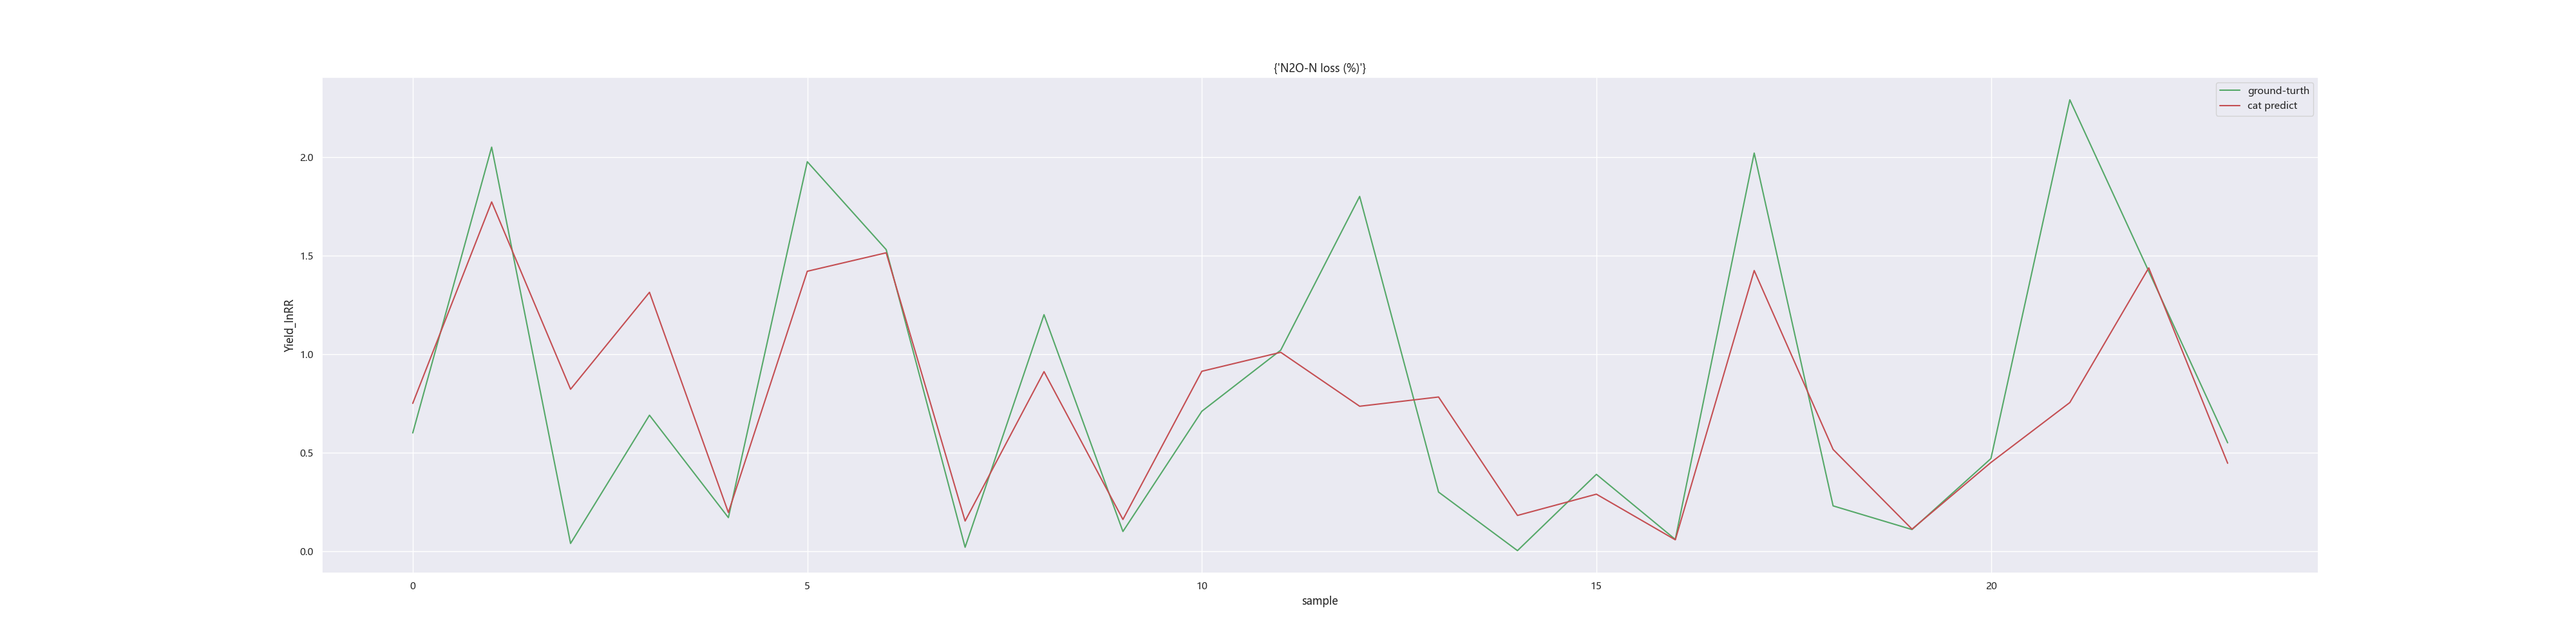 {'N2O-N loss (%)'}
ground-turth
cat predict
Yield_lnRR
2.0
1.5
1.0
0.5
0.0
0
5
10
15
20
sample